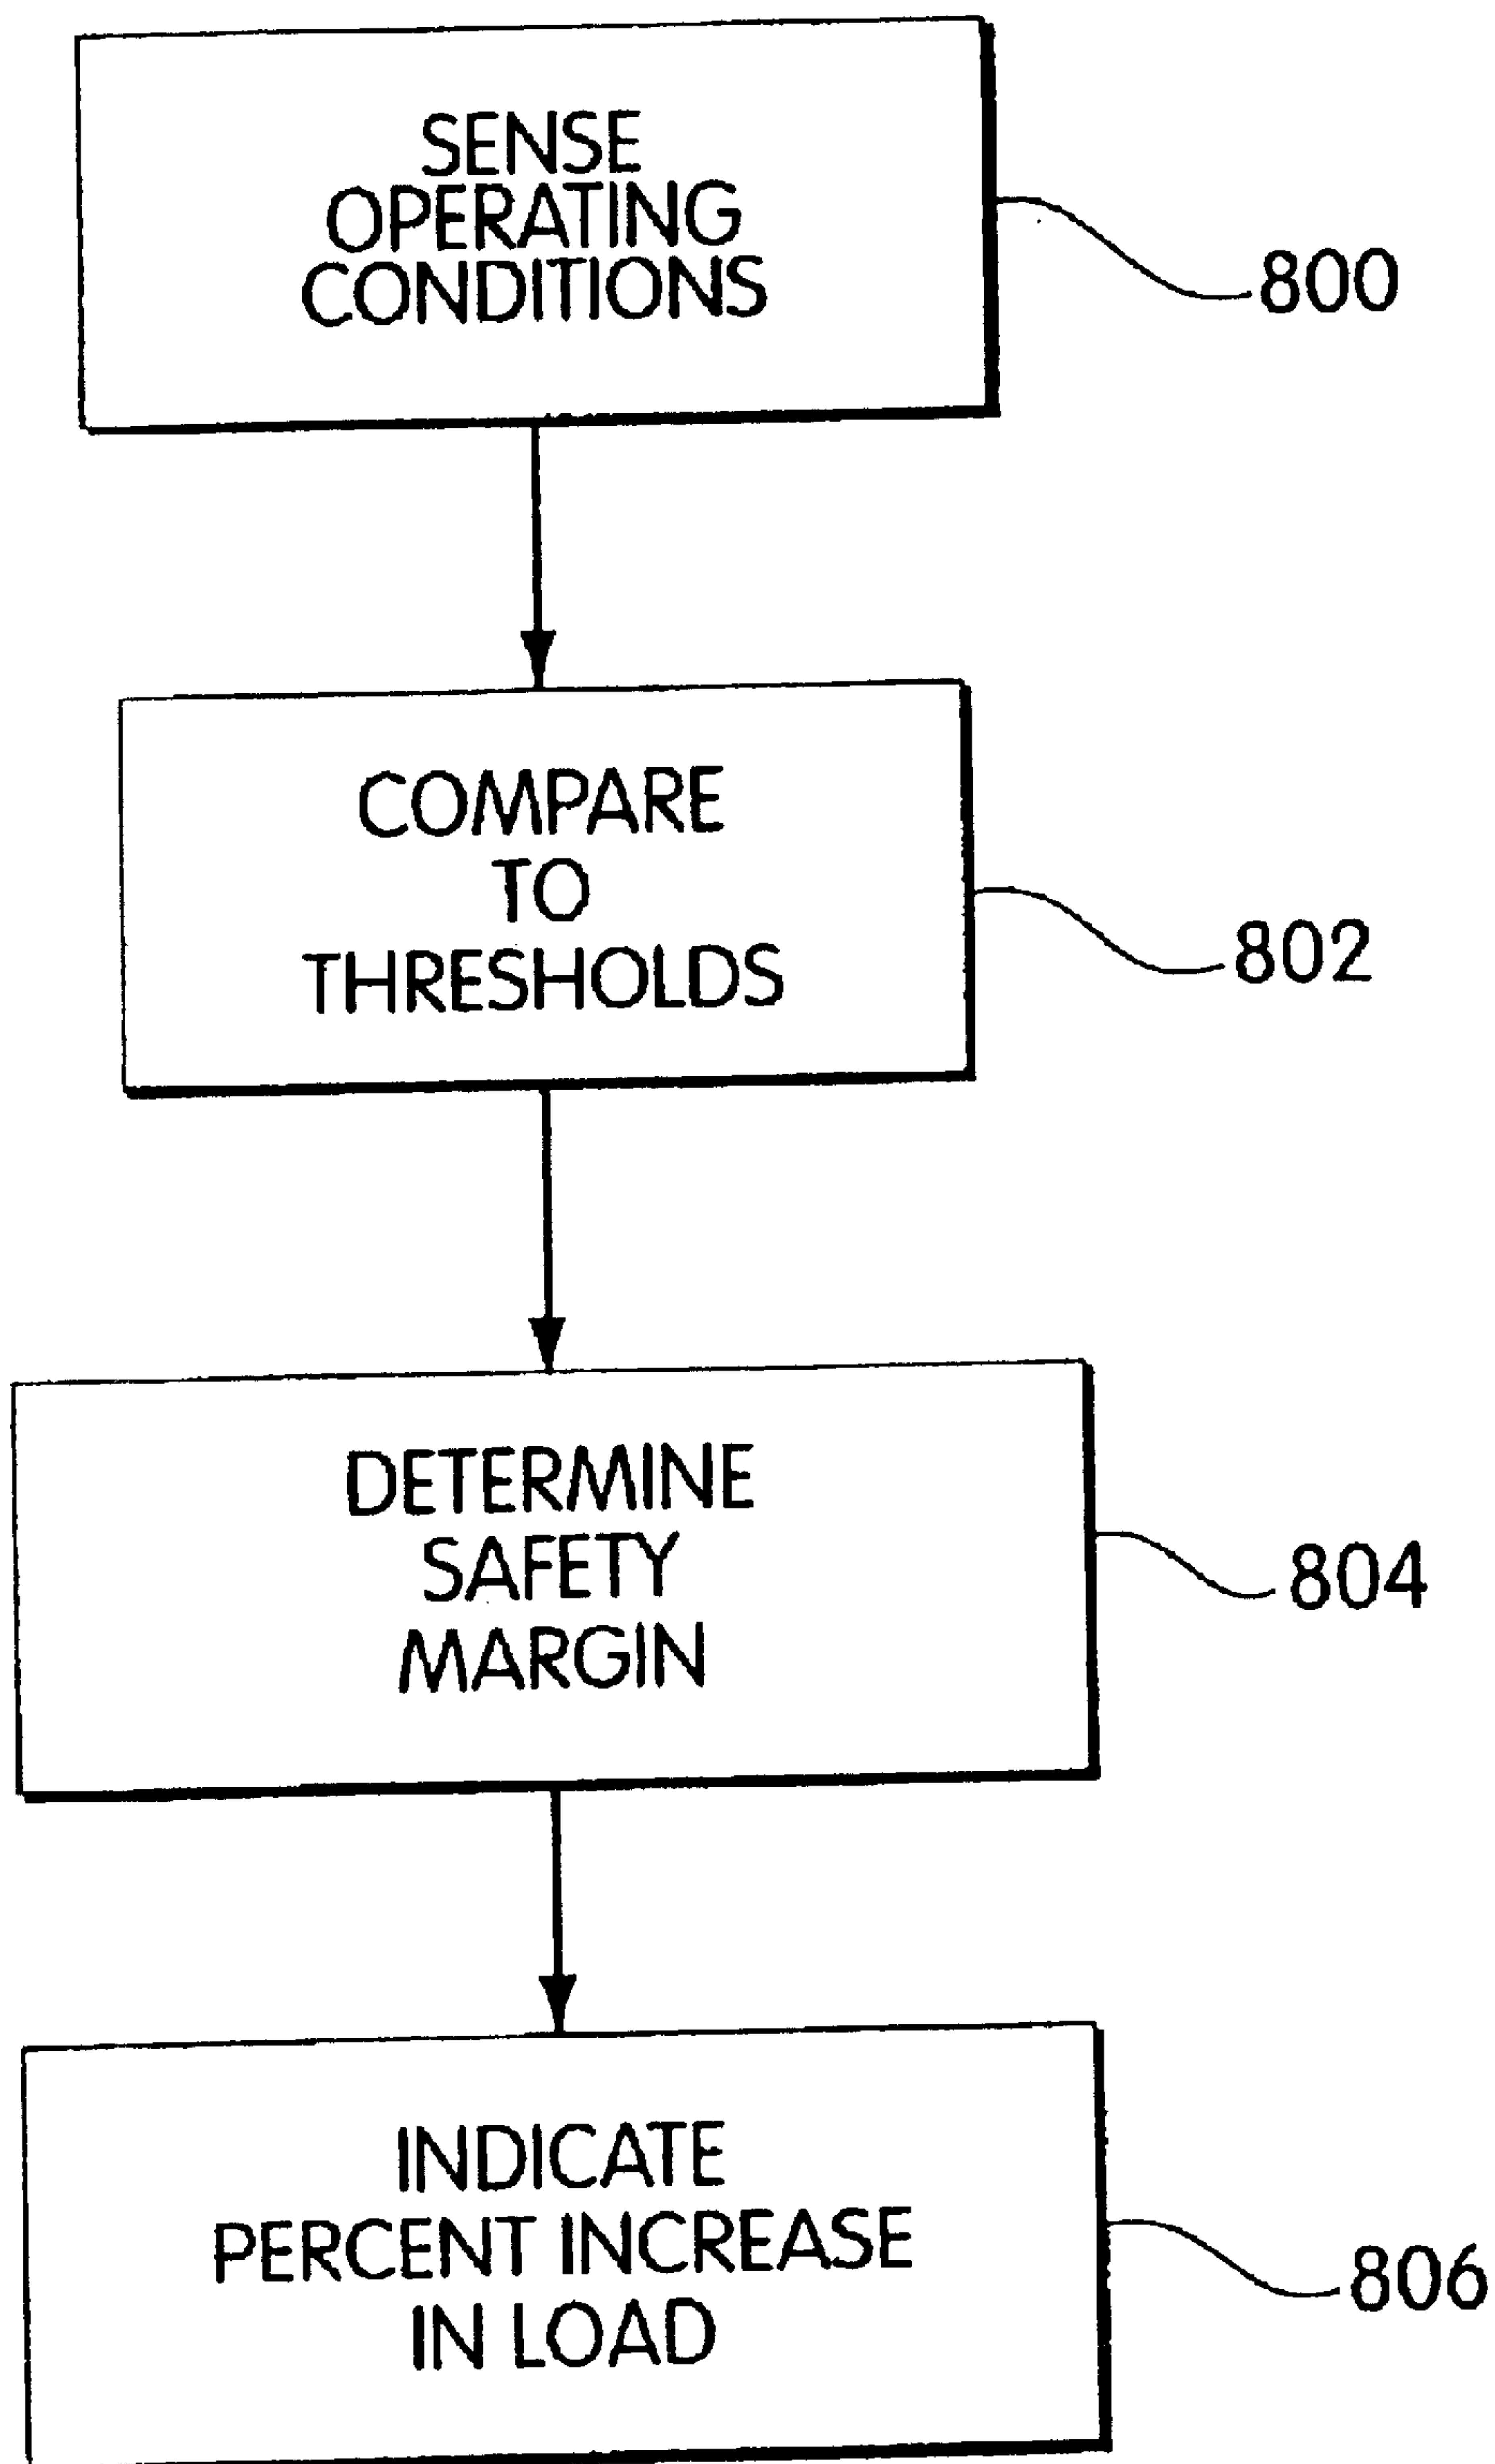 SENSE
OPERATING
CONDITIONS
800
COMPARE
TO
THRESHOLDS
802
DETERMINE
SAFETY
MARGIN
804
INDICATE
PERCENT INCREASE
IN LOAD
806